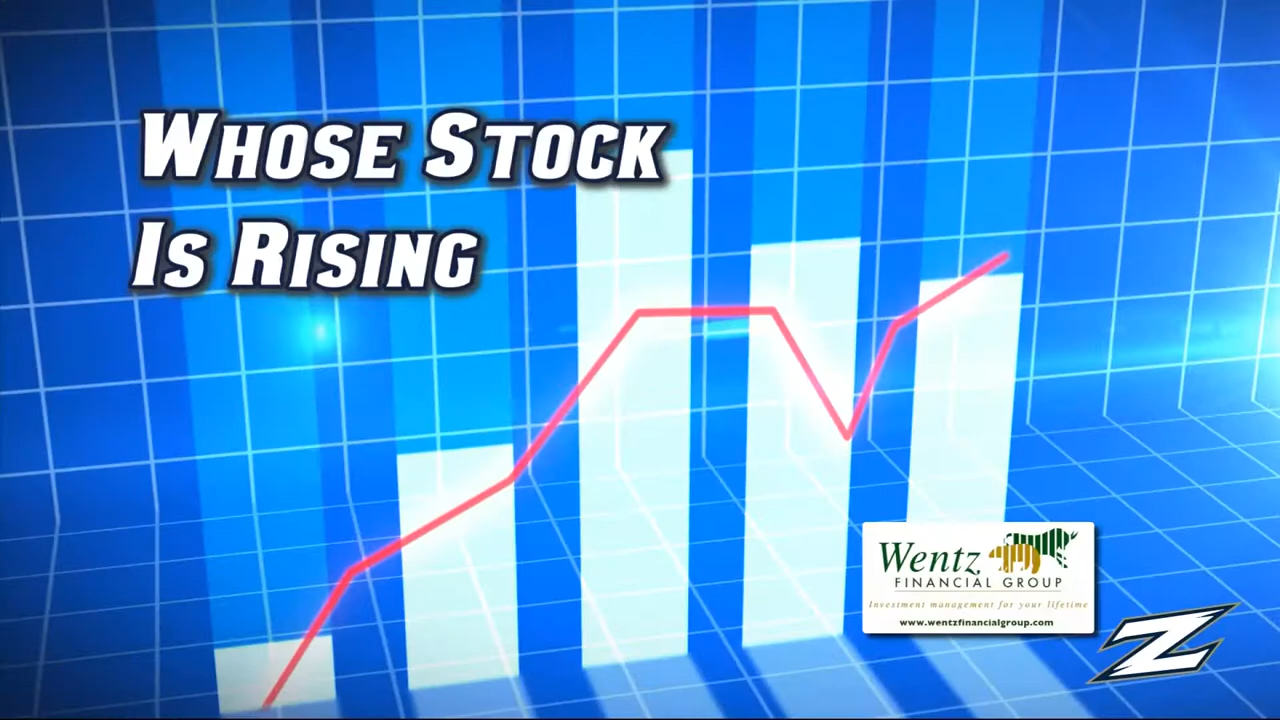 Whose Stock
Is Rising
Wentz
FINANCIAL GROUP
Investment management for your lifetime
www.wentzfinancialgroup.com
Z